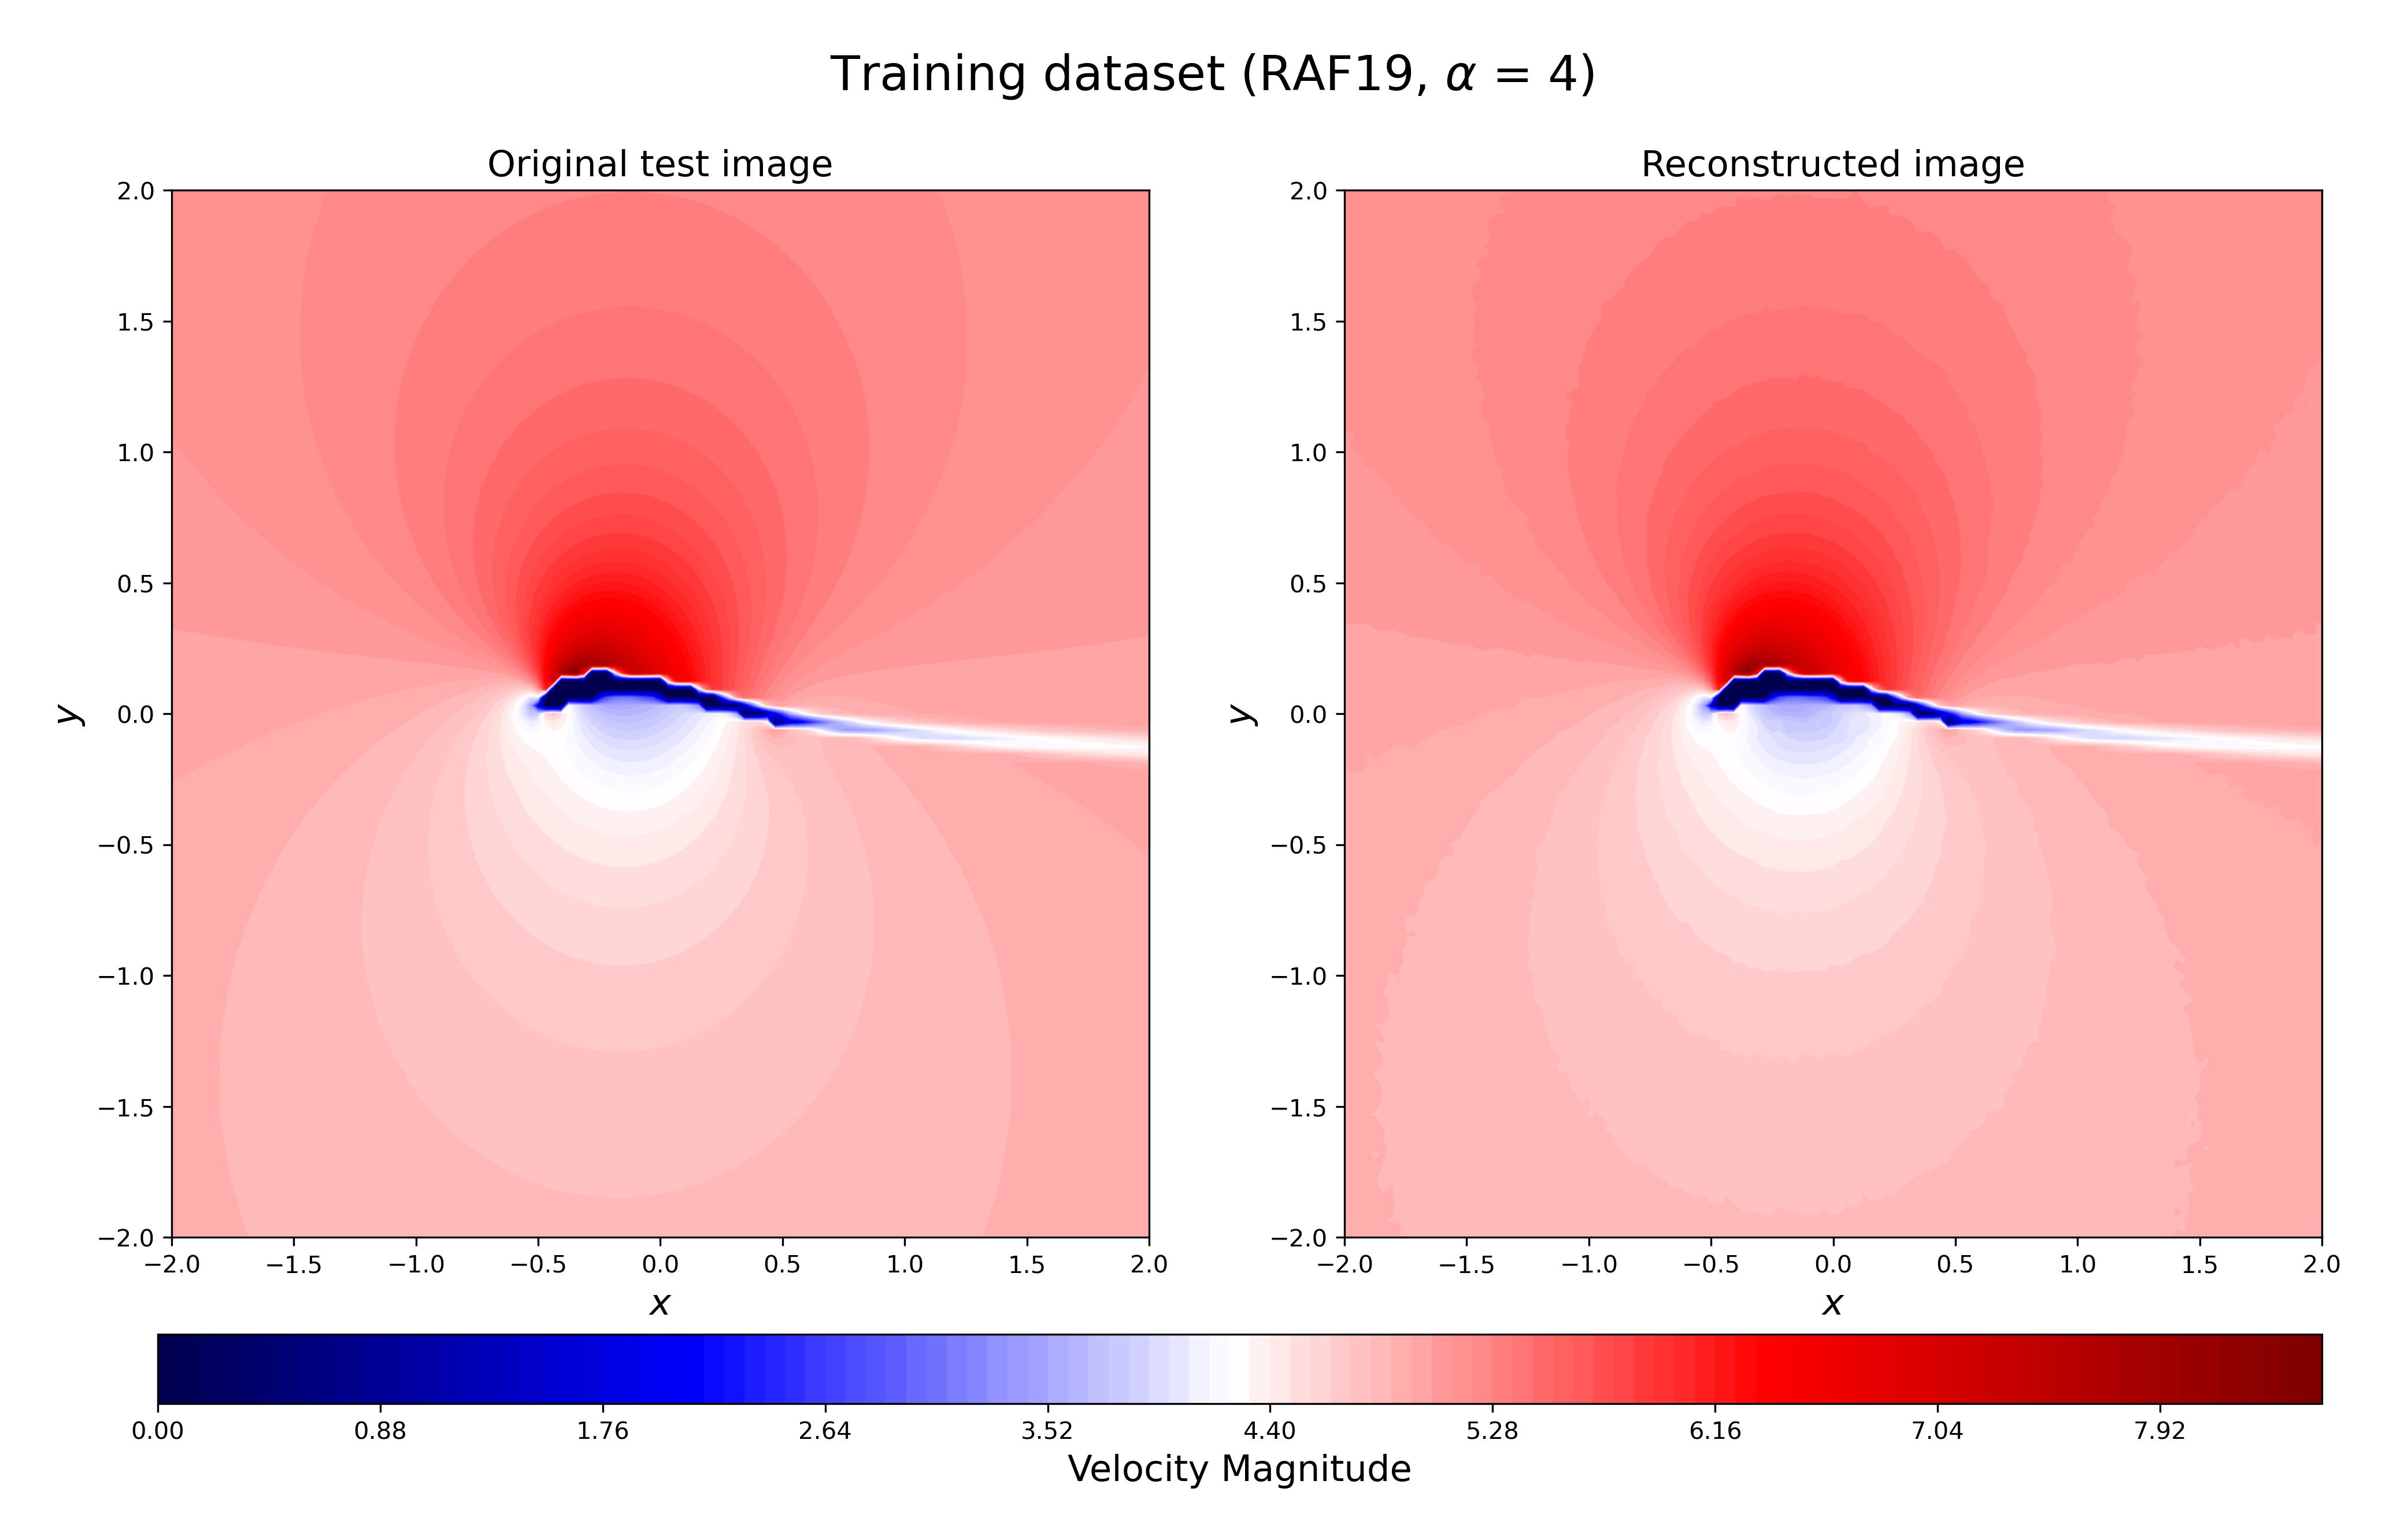 Training dataset (RAF19, α = 4)
Original test image
Reconstructed image
2.0
1.5
1.0
0.5
0.0
−0.5
−1.0
−1.5
−2.0
y
−2.0 −1.5 −1.0 −0.5 0.0 0.5 1.0 1.5 2.0
x
2.0
1.5
1.0
0.5
0.0
−0.5
−1.0
−1.5
−2.0
y
−2.0 −1.5 −1.0 −0.5 0.0 0.5 1.0 1.5 2.0
x
0.00 0.88 1.76 2.64 3.52 4.40 5.28 6.16 7.04 7.92
Velocity Magnitude